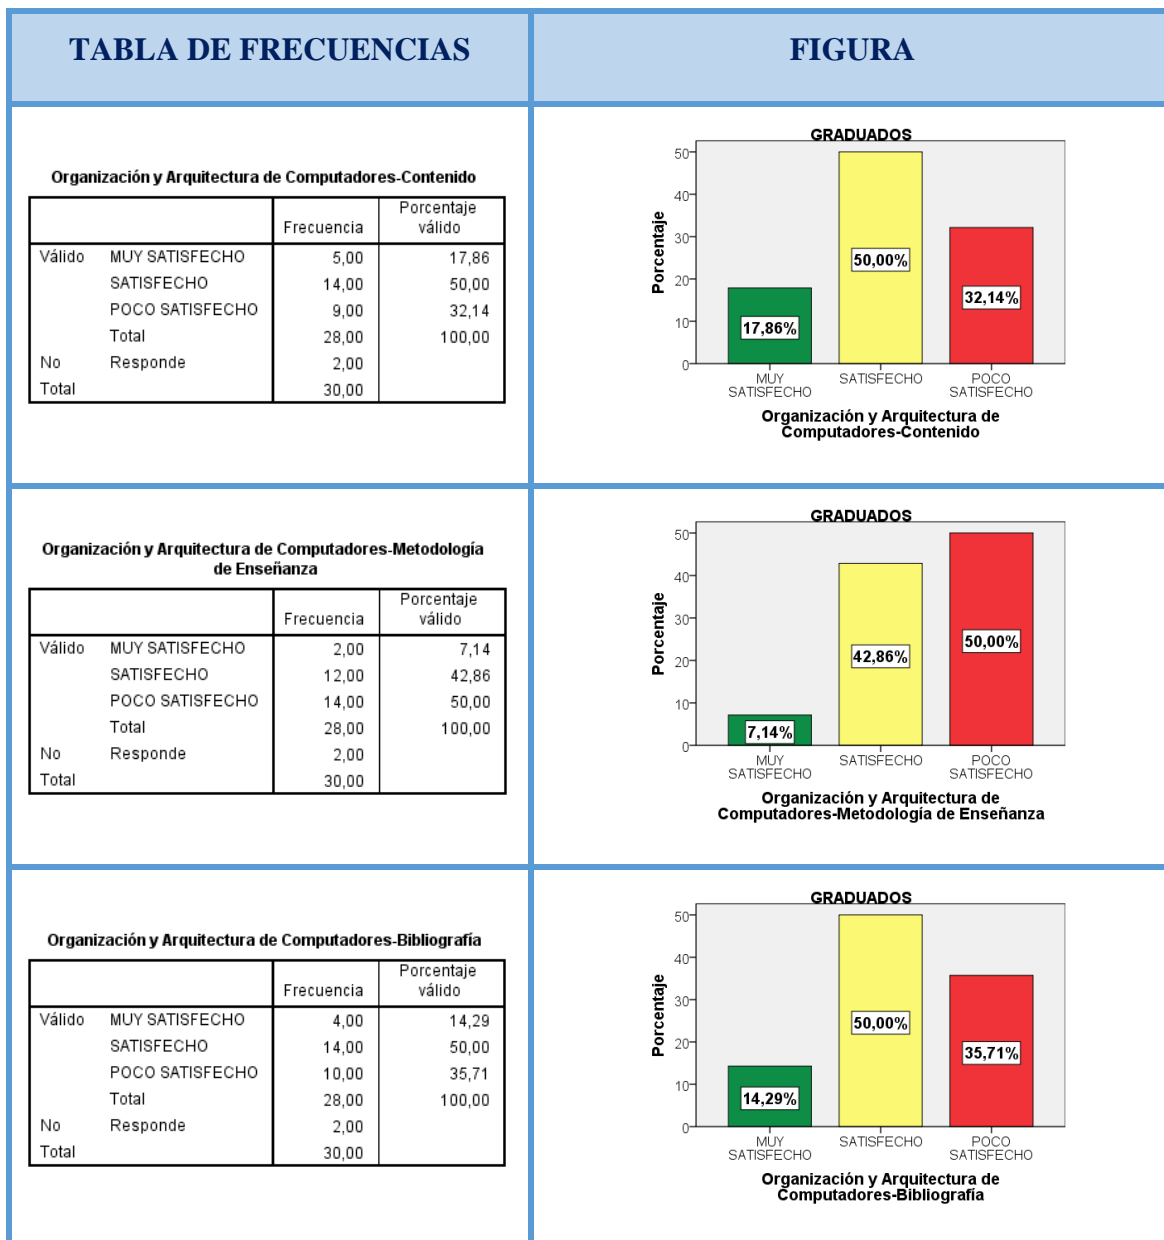 TABLA DE FRECUENCIAS
FIGURA
Organización y Arquitectura de Computadores-Contenido
Frecuencia Porcentaje válido
Válido MUY SATISFECHO 5,00 17,86
SATISFECHO 14,00 50,00
POCO SATISFECHO 9,00 32,14
Total 28,00 100,00
No Responde 2,00
Total 30,00
GRADUADOS
Porcentaje
50
40
30
20
10
0
17,86%
50,00%
32,14%
MUY SATISFECHO
SATISFECHO
POCO SATISFECHO
Organización y Arquitectura de
Computadores-Contenido
Organización y Arquitectura de Computadores-Metodología
de Enseñanza
Frecuencia Porcentaje válido
Válido MUY SATISFECHO 2,00 7,14
SATISFECHO 12,00 42,86
POCO SATISFECHO 14,00 50,00
Total 28,00 100,00
No Responde 2,00
Total 30,00
GRADUADOS
Porcentaje
50
40
30
20
10
0
7,14%
42,86%
50,00%
MUY SATISFECHO
SATISFECHO
POCO SATISFECHO
Organización y Arquitectura de
Computadores-Metodología de Enseñanza
Organización y Arquitectura de Computadores-Bibliografía
Frecuencia Porcentaje válido
Válido MUY SATISFECHO 4,00 14,29
SATISFECHO 14,00 50,00
POCO SATISFECHO 10,00 35,71
Total 28,00 100,00
No Responde 2,00
Total 30,00
GRADUADOS
Porcentaje
50
40
30
20
10
0
14,29%
50,00%
35,71%
MUY SATISFECHO
SATISFECHO
POCO SATISFECHO
Organización y Arquitectura de
Computadores-Bibliografía